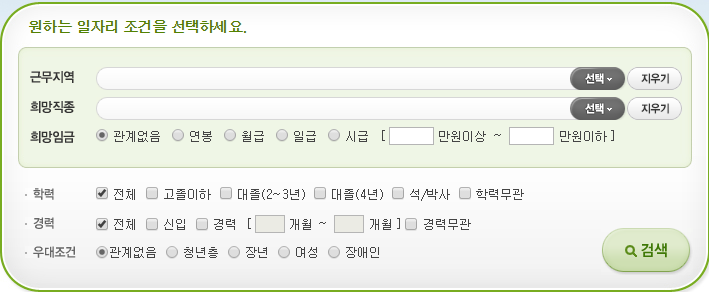 원하는 일자리 조건을 선택하세요.
근무지역 선택 지우기
희망직종 선택 지우기
희망임금 관계없음 연봉 월급 일급 시급 [ 만원이상 ~ 만원이하 ]
· 학력 전체 고졸이하 대졸(2~3년) 대졸(4년) 석/박사 학력무관
· 경력 전체 신입 경력 [ 개월 ~ 개월 ] 경력무관
· 우대조건 관계없음 청년층 장년 여성 장애인
검색